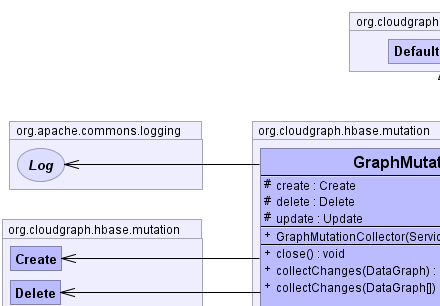 org.cloudgraph
Default
org.apache.commons.logging
Log
org.cloudgraph.hbase.mutation
GraphMutat
# create : Create
# delete : Delete
# update : Update
+ GraphMutationCollector(Servic
+ close() : void
+ collectChanges(DataGraph) :
+ collectChanges(DataGraph[])
org.cloudgraph.hbase.mutation
Create
Delete